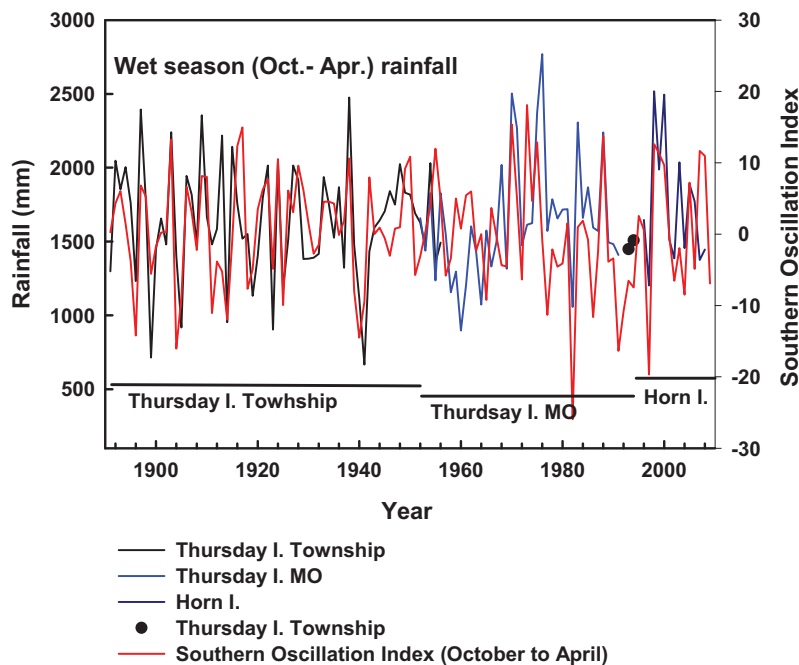 Wet season (Oct.- Apr.) rainfall
3000
2500
2000
1500
1000
500
Rainfall (mm)
30
20
10
0
-10
-20
-30
Southern Oscillation Index
Thursday I. Towhship
Thurdsay I. MO
Horn I.
1900 1920 1940 1960 1980 2000
Year
Thursday I. Township
Thursday I. MO
Horn I.
Thursday I. Township
Southern Oscillation Index (October to April)